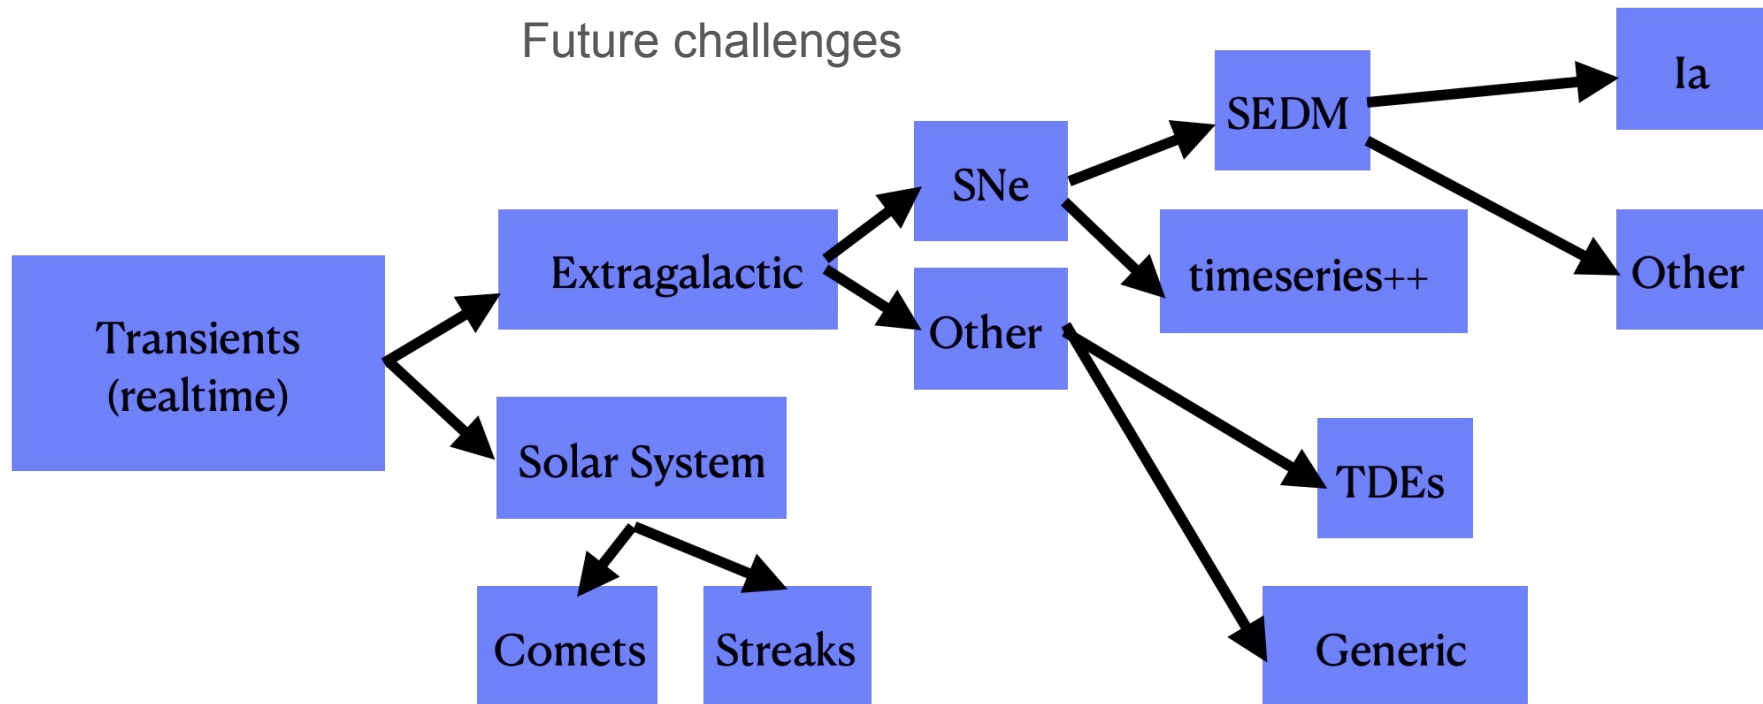 Future challenges
Transients
(realtime)
Extragalactic
Solar System
Comets
Streaks
SNe
Other
SEDM
timeseries++
Ia
Other
TDEs
Generic